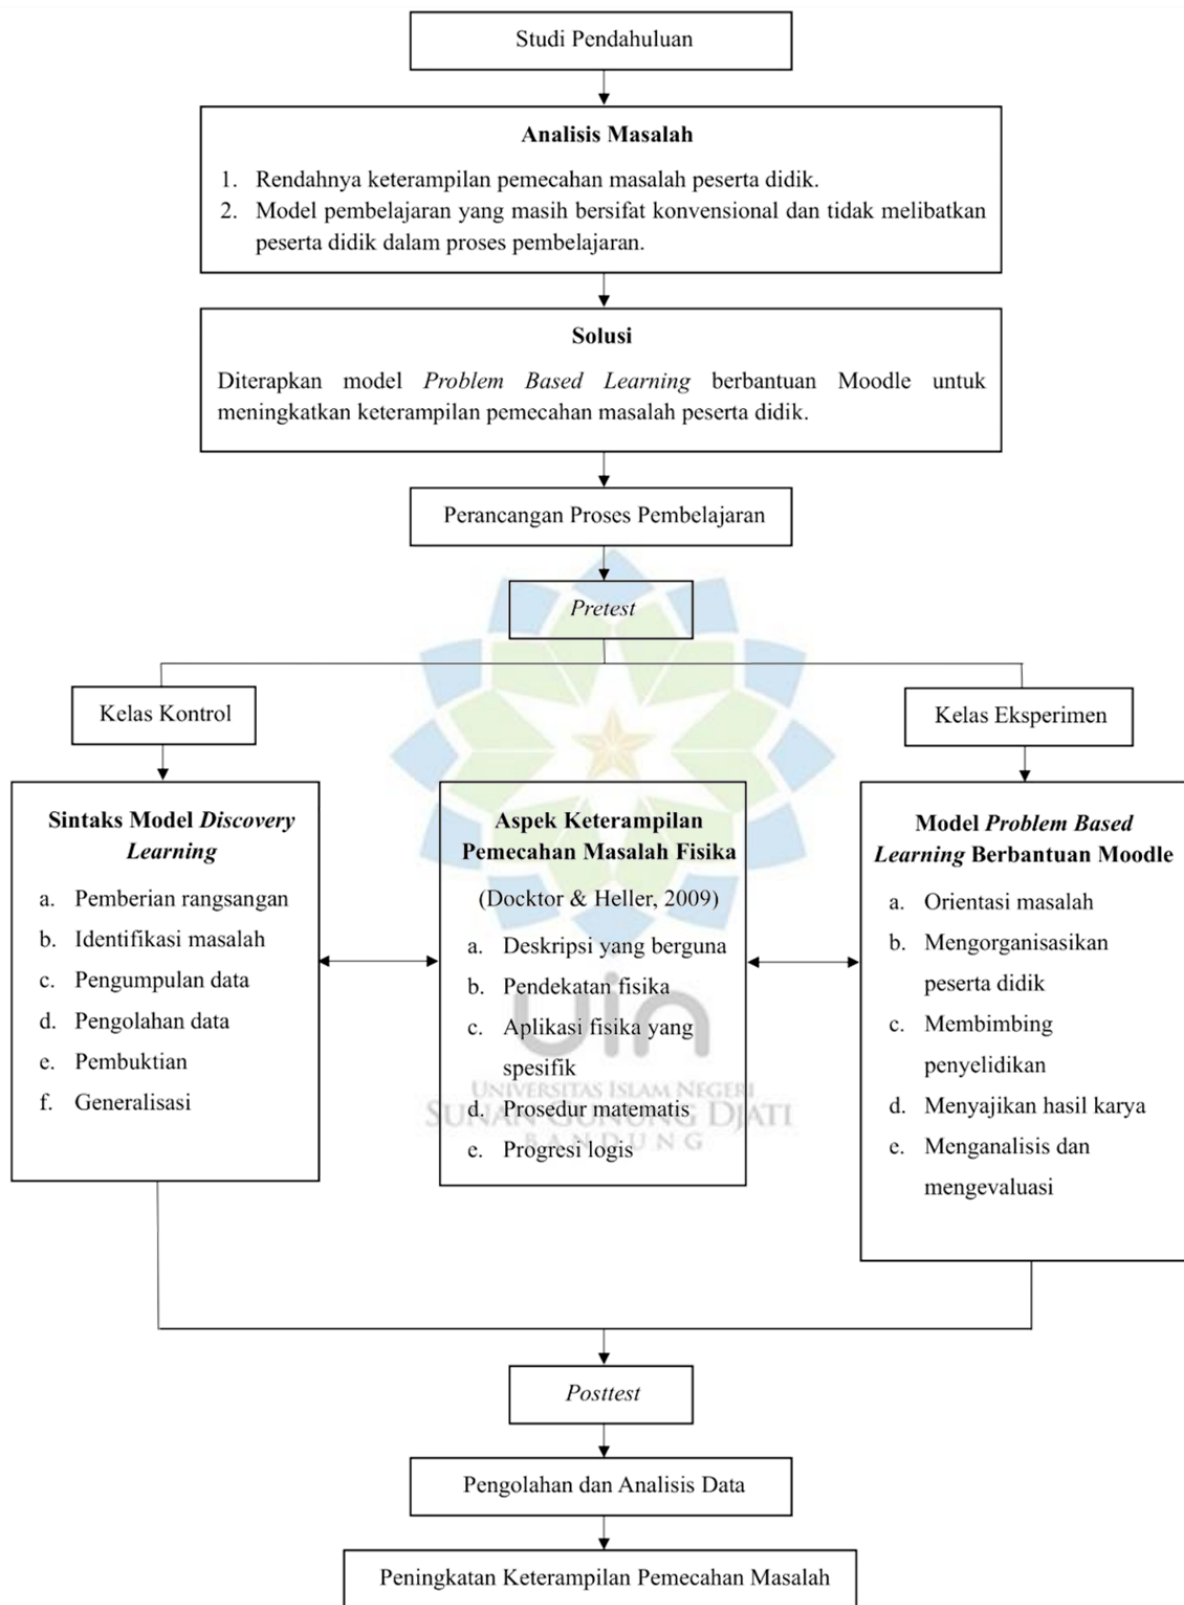 Studi Pendahuluan
Analisis Masalah
1. Rendahnya keterampilan pemecahan masalah peserta didik.
2. Model pembelajaran yang masih bersifat konvensional dan tidak melibatkan
peserta didik dalam proses pembelajaran.
Solusi
Diterapkan model Problem Based Learning berbantuan Moodle untuk
meningkatkan keterampilan pemecahan masalah peserta didik.
Perancangan Proses Pembelajaran
Pretest
Kelas Kontrol
Kelas Eksperimen
Sintaks Model Discovery
Learning
a. Pemberian rangsangan
b. Identifikasi masalah
c. Pengumpulan data
d. Pengolahan data
e. Pembuktian
f. Generalisasi
Aspek Keterampilan
Pemecahan Masalah Fisika
(Docktor & Heller, 2009)
a. Deskripsi yang berguna
b. Pendekatan fisika
c. Aplikasi fisika yang
spesifik
d. Prosedur matematis
e. Progresi logis
Model Problem Based
Learning Berbantuan Moodle
a. Orientasi masalah
b. Mengorganisasikan
peserta didik
c. Membimbing
penyelidikan
d. Menyajikan hasil karya
e. Menganalisis dan
mengevaluasi
uin
UNIVERSITAS ISLAM NEGERI
SUNAN GUNUNG DJATI
BANDUNG
Posttest
Pengolahan dan Analisis Data
Peningkatan Keterampilan Pemecahan Masalah